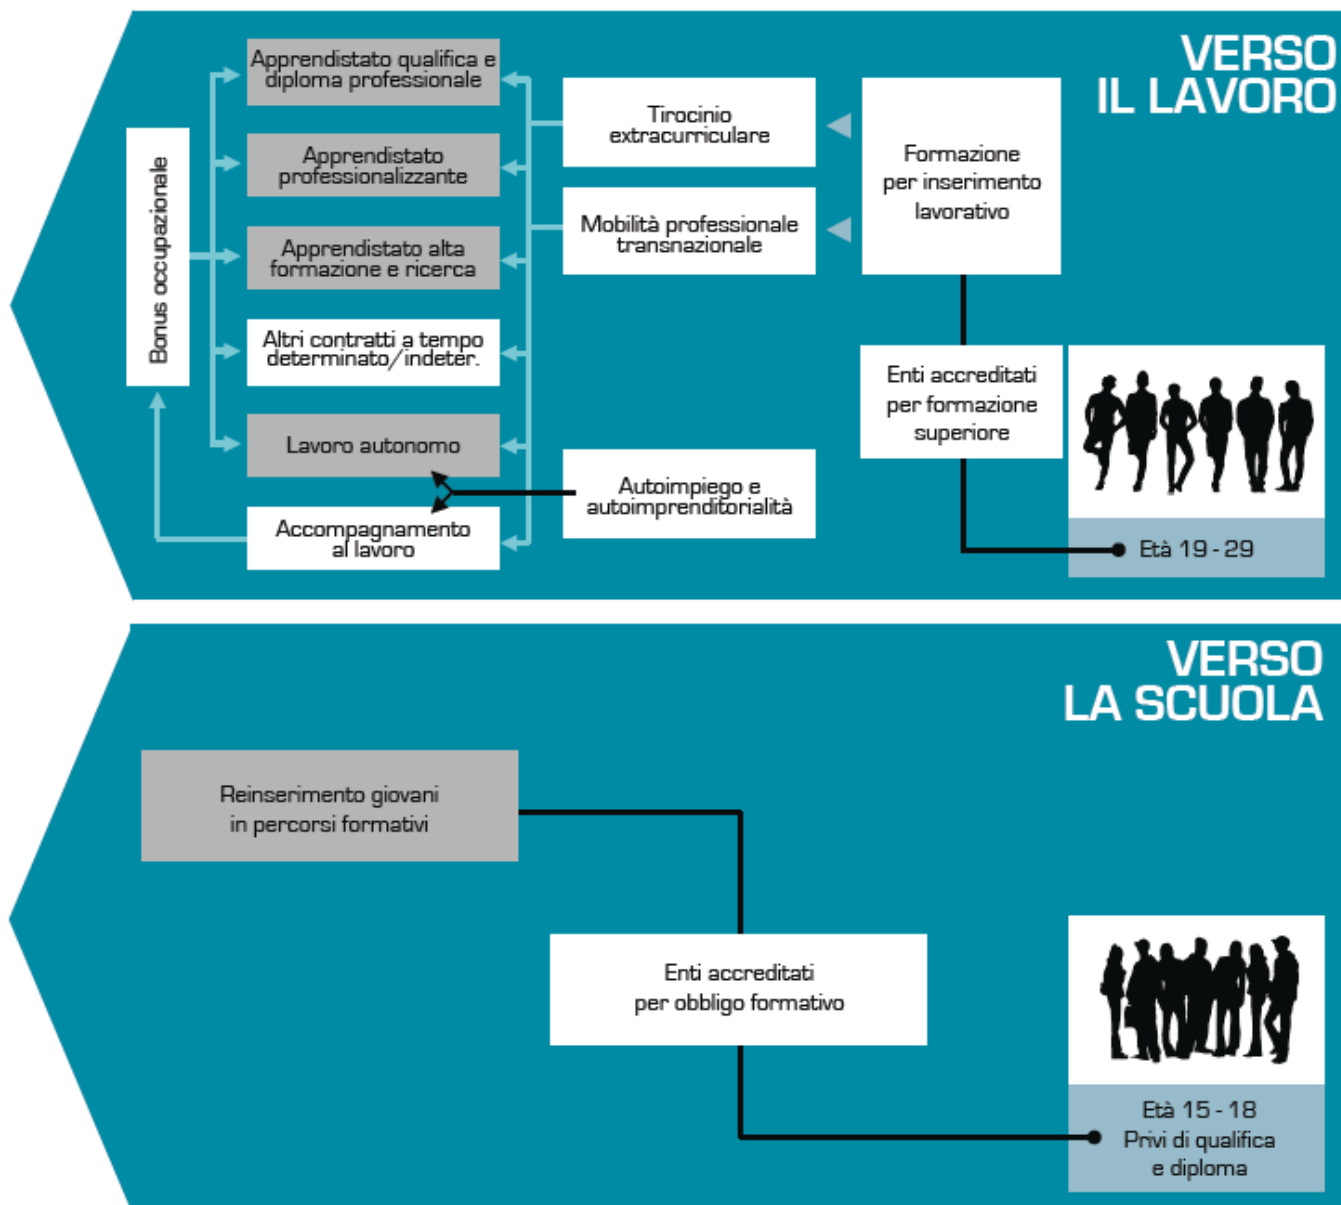 VERSO
IL LAVORO
Apprendistato qualifica e
diploma professionale
Apprendistato
professionalizzante
Apprendistato alta
formazione e ricerca
Altri contratti a tempo
determinato/indeter.
Lavoro autonomo
Accompagnamento
al lavoro
Bonus occupazionale
Tirocinio
extracurriculare
Mobilità professionale
transnazionale
Autoimpiego e
autoimprenditorialità
Formazione
per inserimento
lavorativo
Enti accreditati
per formazione
superiore
Età 19 - 29
VERSO
LA SCUOLA
Reinserimento giovani
in percorsi formativi
Enti accreditati
per obbligo formativo
Età 15 - 18
Privi di qualifica
e diploma